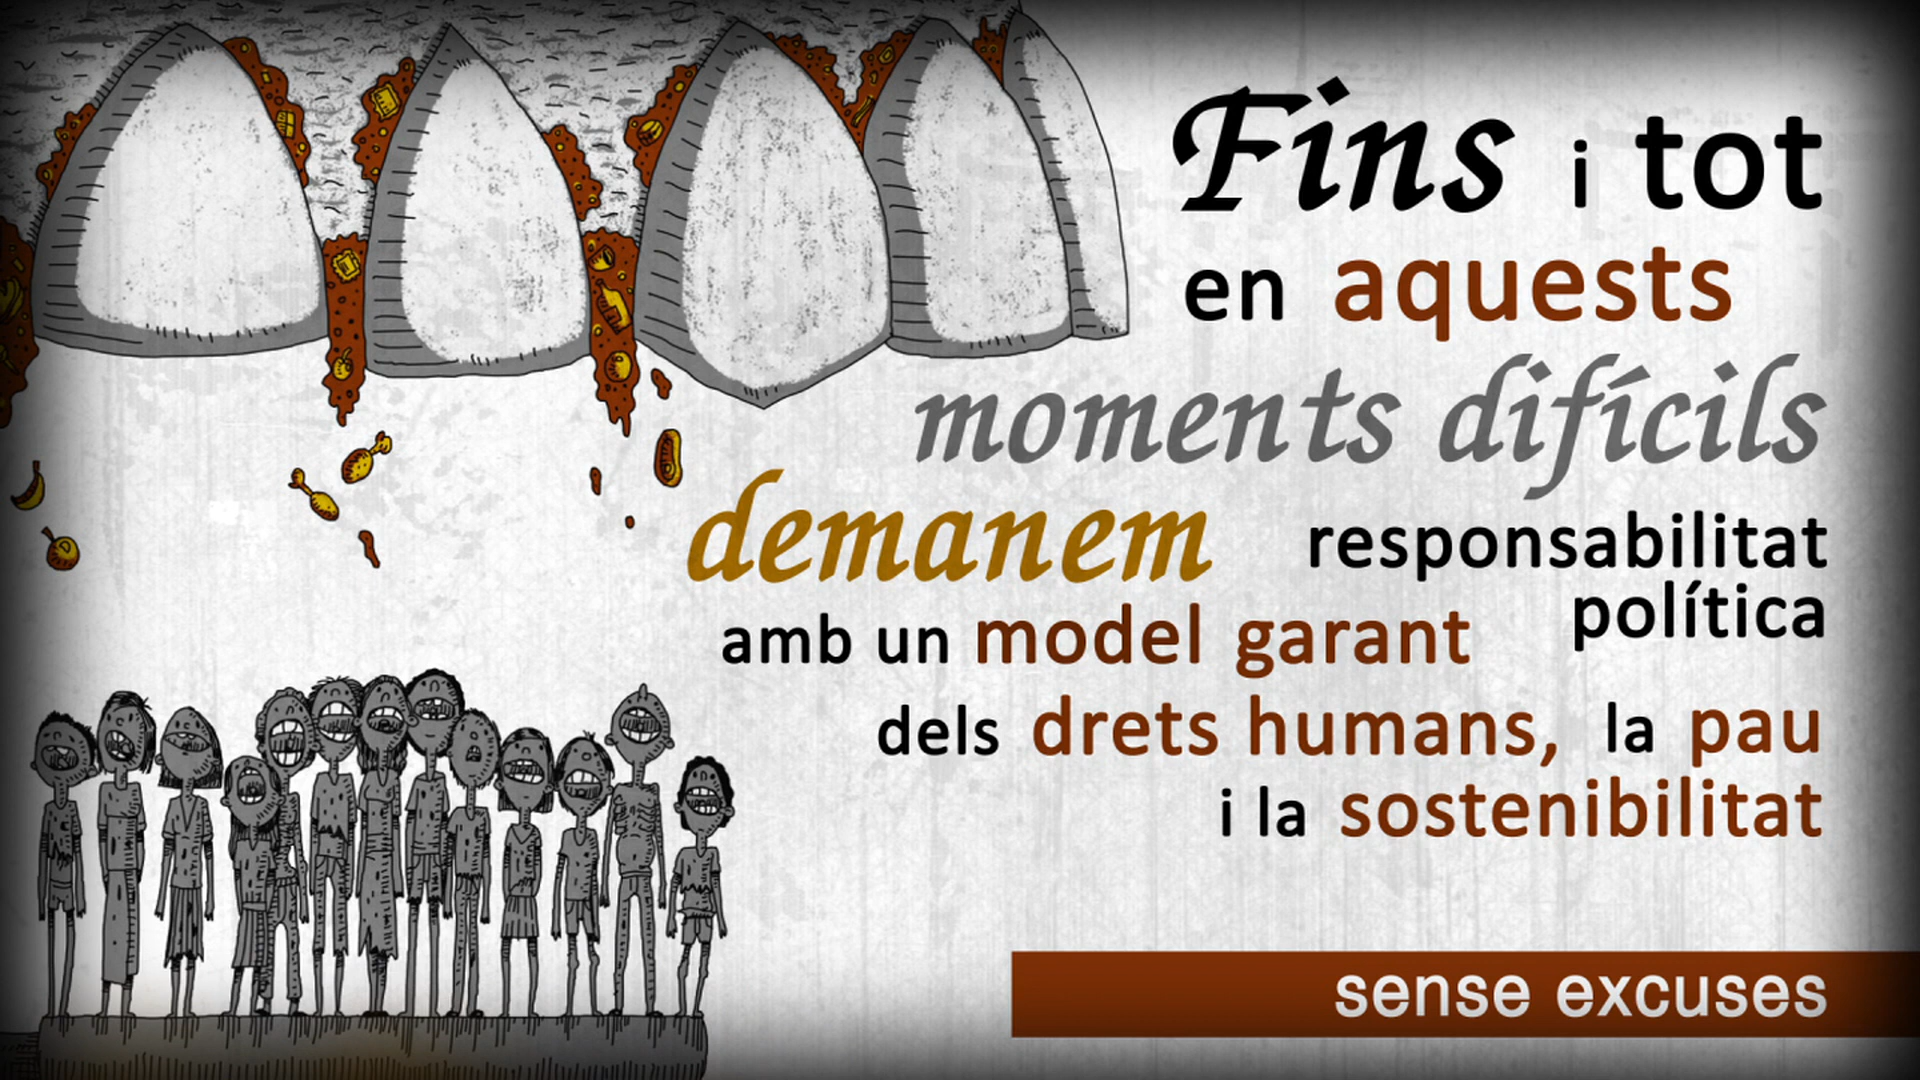 Fins i tot
en aquests
moments difícils
demanem responsabilitat
política
amb un model garant
dels drets humans, la pau
i la sostenibilitat
sense excuses